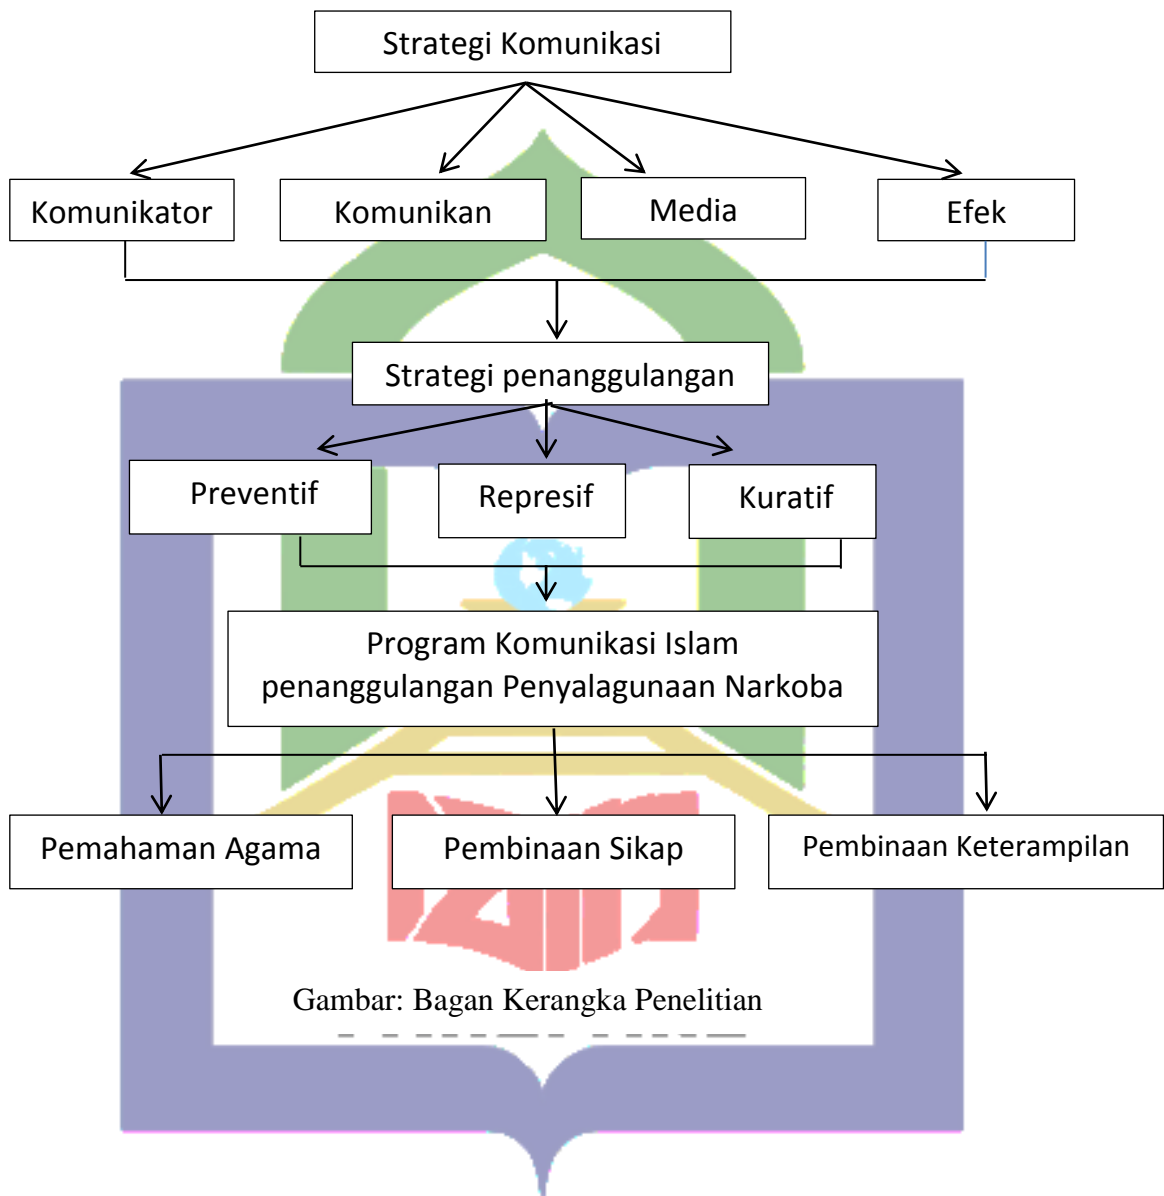 Strategi Komunikasi
Komunikator
Komunikan
Media
Efek
Strategi penanggulangan
Preventif
Represif
Kuratif
Program Komunikasi Islam
penanggulangan Penyalagunaan Narkoba
Pemahaman Agama
Pembinaan Sikap
Pembinaan Keterampilan
Gambar: Bagan Kerangka Penelitian